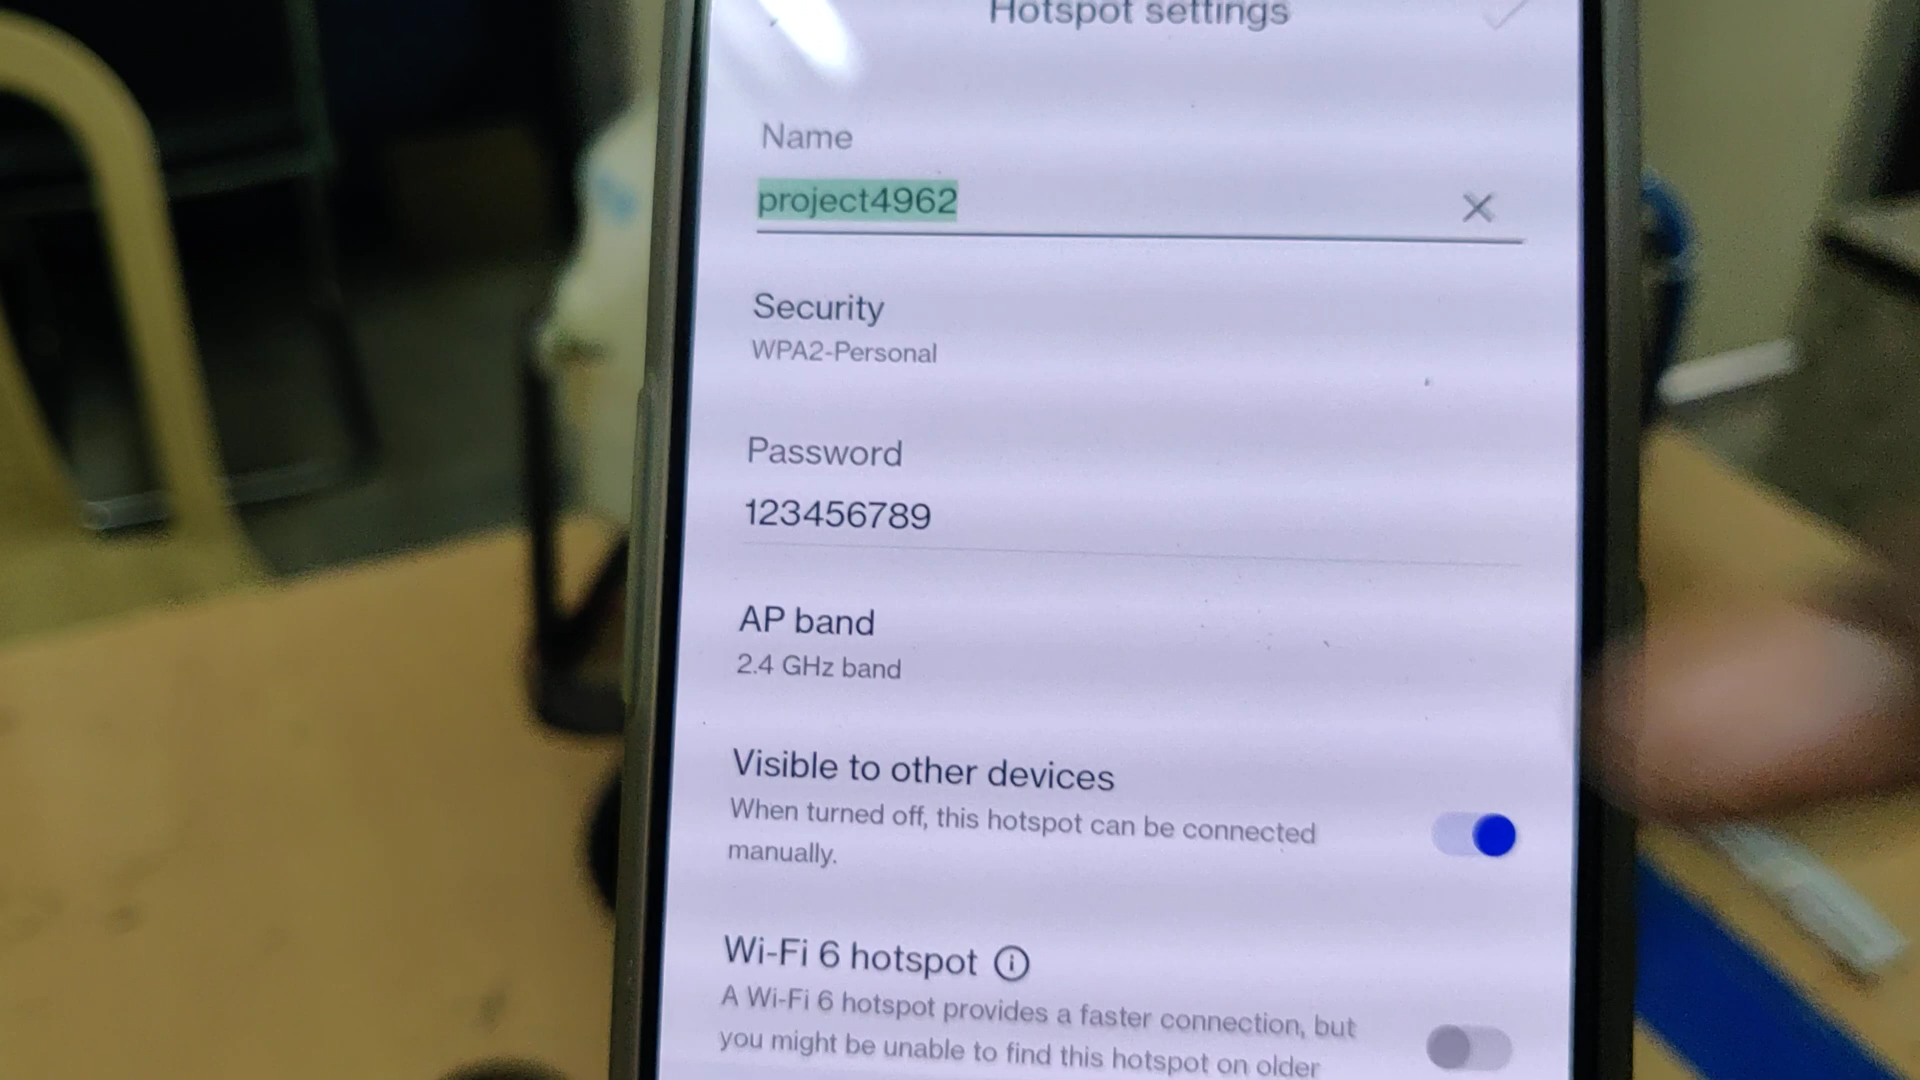 Hotspot settings
Name
project4962
Security
WPA2-Personal
Password
123456789
AP band
2.4 GHz band
Visible to other devices
When turned off, this hotspot can be connected
manually.
Wi-Fi 6 hotspot
A Wi-Fi 6 hotspot provides a faster connection, but
you might be unable to find this hotspot on older